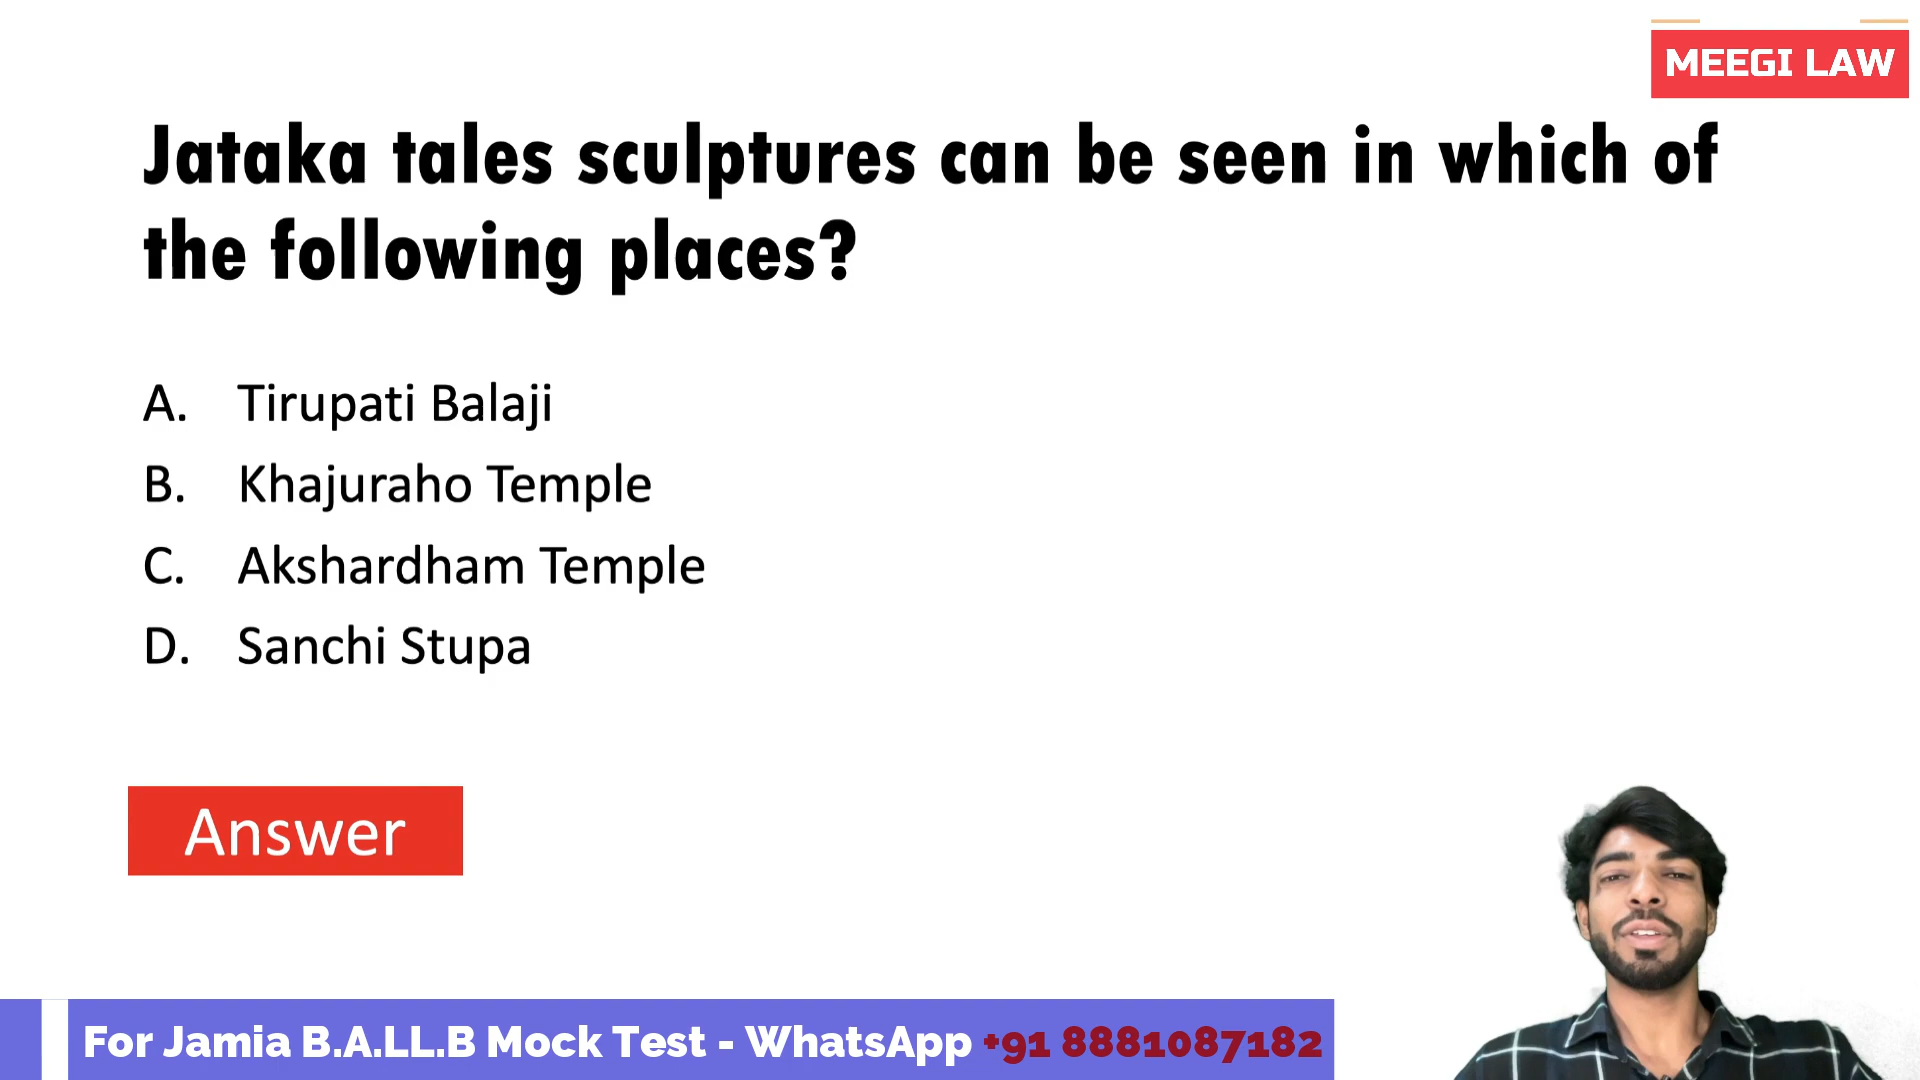 MEEGI LAW
Jataka tales sculptures can be seen in which of
the following places?
A. Tirupati Balaji
B. Khajuraho Temple
C. Akshardham Temple
D. Sanchi Stupa
Answer
For Jamia B.A.LL.B Mock Test - WhatsApp +91 8881087182